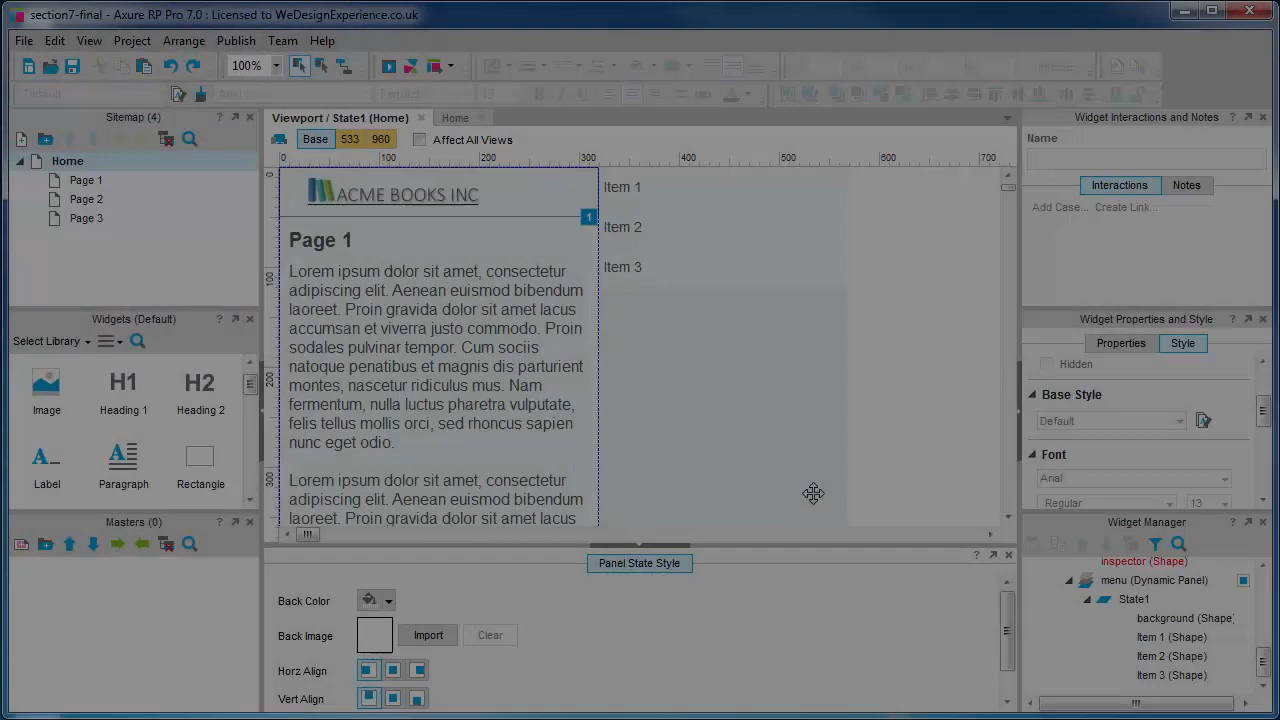 section7-final - Axure RP Pro 7.0 : Licensed to WeDesignExperience.co.uk
File Edit View Project Arrange Publish Team Help
100%
Default Regular 13
Sitemap (4) ?
Viewport / State1 (Home) Home
Widget Interactions and Notes ?
Base 533 960 Affect All Views
Name
0 100 200 300 400 500 600 700
Home
Page 1
Page 2
Page 3
Interactions Notes
Add Case... Create Link...
0
100
200
300
ACME BOOKS INC
1
Item 1
Item 2
Item 3
Page 1
Lorem ipsum dolor sit amet, consectetur
adipiscing elit. Aenean euismod bibendum
laoreet. Proin gravida dolor sit amet lacus
accumsan et viverra justo commodo. Proin
sodales pulvinar tempor. Cum sociis
natoque penatibus et magnis dis parturient
montes, nascetur ridiculus mus. Nam
fermentum, nulla luctus pharetra vulputate,
felis tellus mollis orci, sed rhoncus sapien
nunc eget odio.
Lorem ipsum dolor sit amet, consectetur
adipiscing elit. Aenean euismod bibendum
laoreet. Proin gravida dolor sit amet lacus
Widgets (Default) ?
Select Library
Image H1 Heading 1 H2 Heading 2
A Label A Paragraph Rectangle
Masters (0) ?
Widget Properties and Style ?
Properties Style
Hidden
Base Style
Default
Font
Arial
Regular 13
Widget Manager ?
inspector (Shape)
menu (Dynamic Panel)
State1
background (Shape)
Item 1 (Shape)
Item 2 (Shape)
Item 3 (Shape)
?
Panel State Style
Back Color
Back Image Import Clear
Horz Align
Vert Align